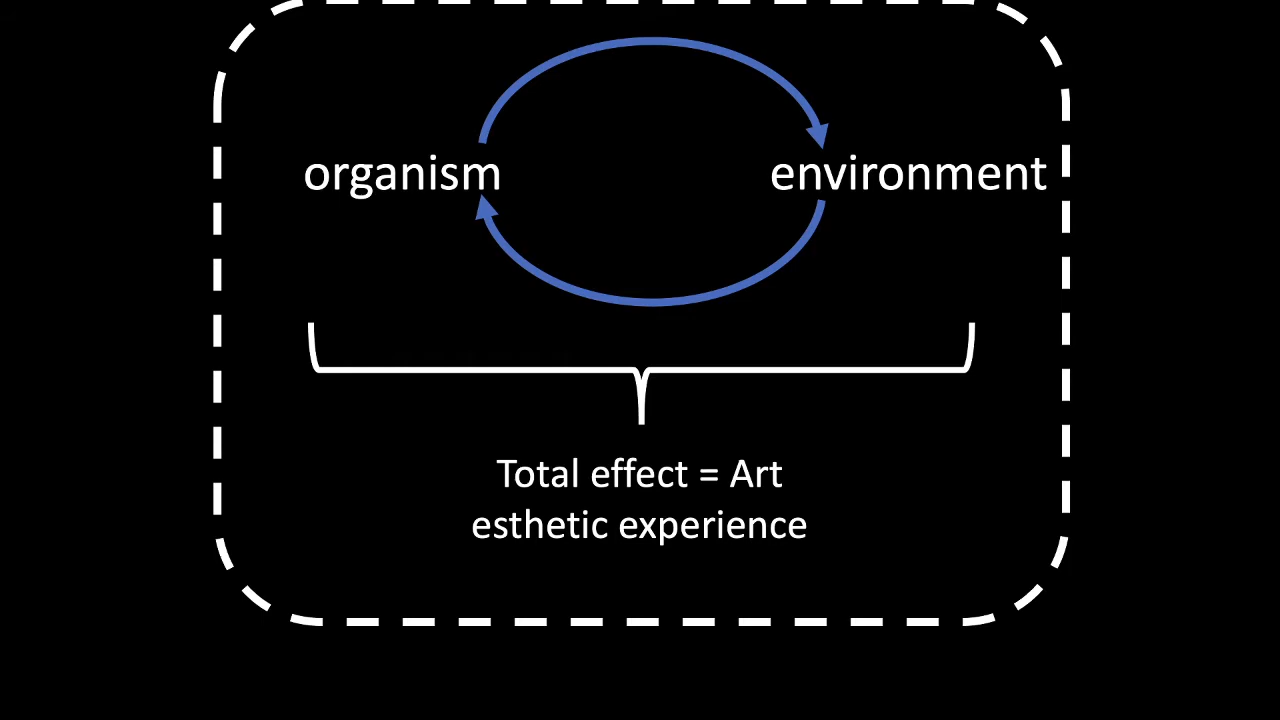 organism environment
Total effect = Art
esthetic experience